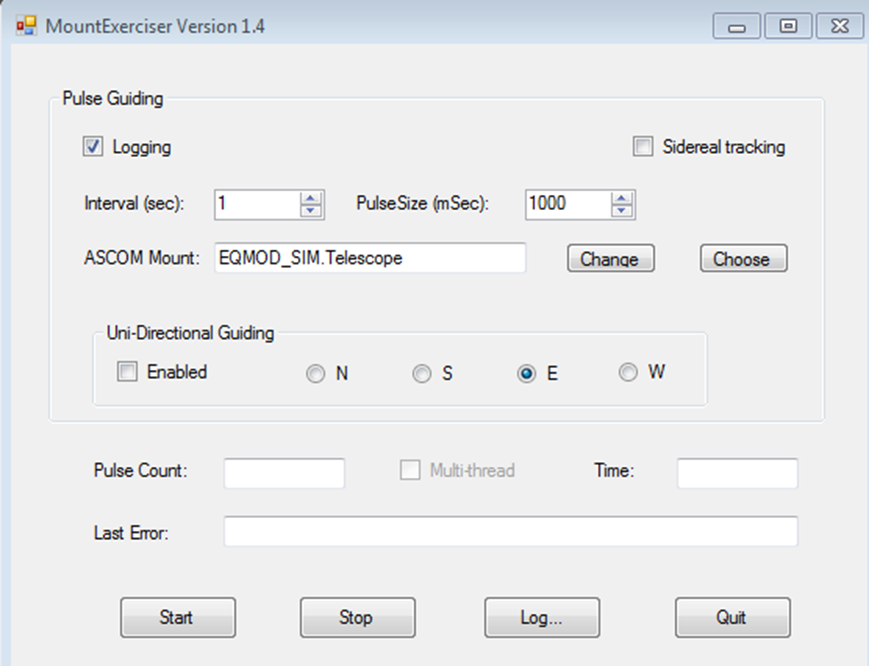 MountExerciser Version 1.4
Pulse Guiding
Logging
Sidereal tracking
Interval (sec): 1 PulseSize (mSec): 1000
ASCOM Mount: EQMOD_SIM.Telescope Change Choose
Uni-Directional Guiding
Enabled N S E W
Pulse Count: Multi-thread Time:
Last Error:
Start Stop Log... Quit